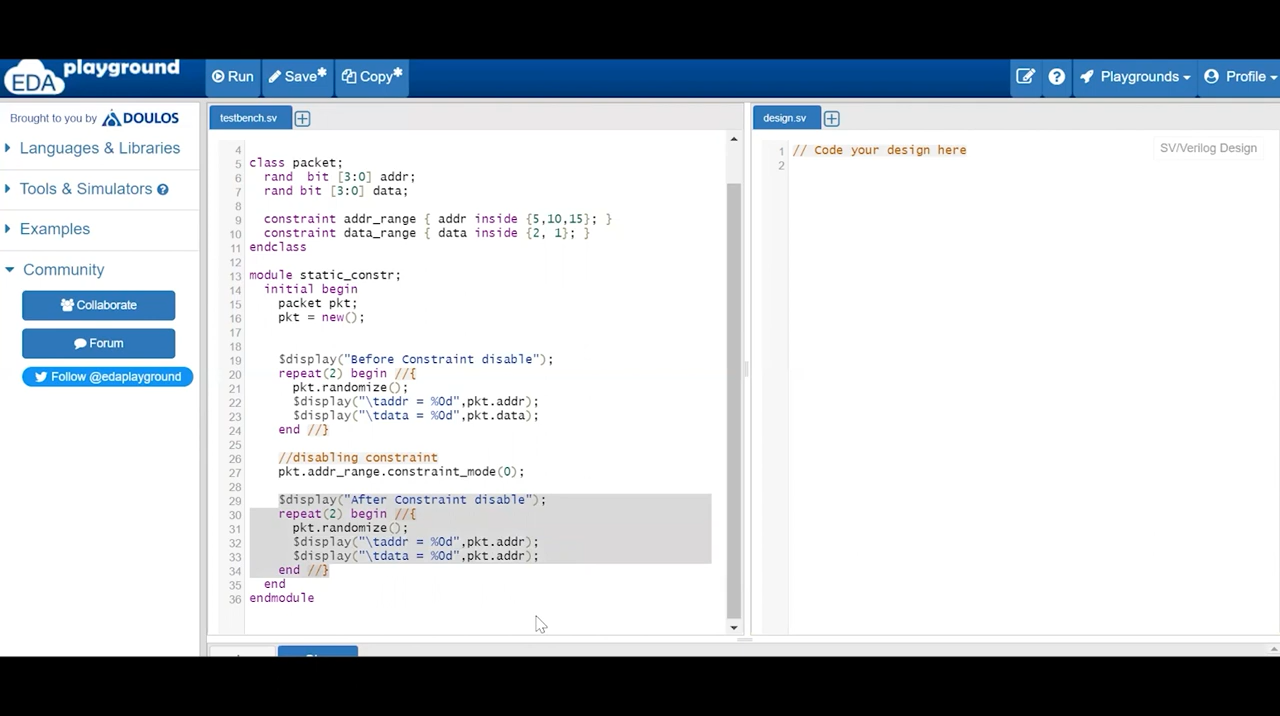 EDA playground
Run Save* Copy* Playgrounds Profile
Brought to you by DOULOS
Languages & Libraries
Tools & Simulators
Examples
Community
Collaborate
Forum
Follow @edaplayground
testbench.sv
4
5 class packet;
6 rand  bit [3:0] addr;
7 rand bit [3:0] data;
8
9 constraint addr_range { addr inside {5,10,15}; }
10 constraint data_range { data inside {2, 1}; }
11 endclass
12
13 module static_constr;
14 initial begin
15 packet pkt;
16 pkt = new();
17
18
19 $display("Before Constraint disable");
20 repeat(2) begin //{
21 pkt.randomize();
22 $display("\taddr = %0d",pkt.addr);
23 $display("\tdata = %0d",pkt.data);
24 end //}
25
26 //disabling constraint
27 pkt.addr_range.constraint_mode(0);
28
29 $display("After Constraint disable");
30 repeat(2) begin //{
31 pkt.randomize();
32 $display("\taddr = %0d",pkt.addr);
33 $display("\tdata = %0d",pkt.addr);
34 end //}
35 end
36 endmodule
design.sv
1 // Code your design here
2
SV/Verilog Design